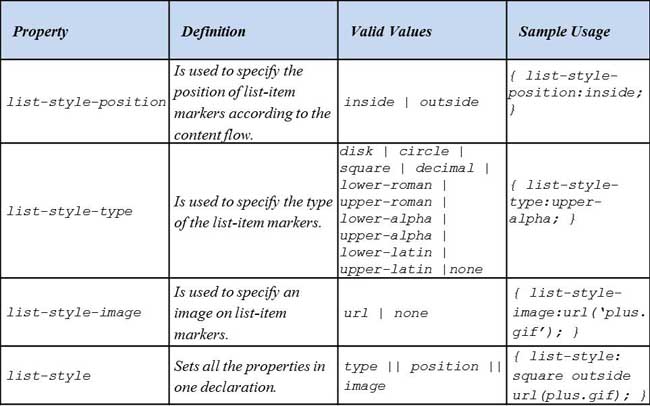 Property Definition Valid Values Sample Usage
list-style-position
Is used to specify the
position of list-item
markers according to the
content flow.
inside | outside
{ list-style-
position:inside;
}
list-style-type
Is used to specify the type
of the list-item markers.
disk | circle |
square | decimal |
lower-roman |
upper-roman |
lower-alpha |
upper-alpha |
lower-latin |
upper-latin |none
{ list-style-
type:upper-
alpha; }
list-style-image
Is used to specify an
image on list-item
markers.
url | none
{ list-style-
image:url(‘plus.
gif’); }
list-style
Sets all the properties in
one declaration.
type || position ||
image
{ list-style:
square outside
url(plus.gif); }